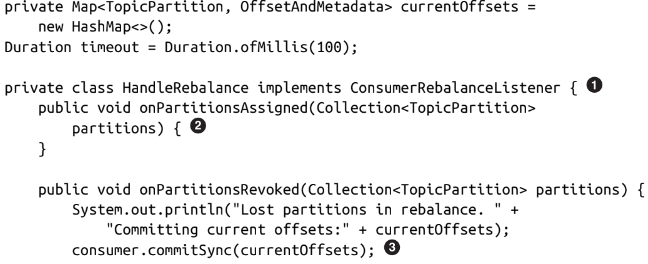 private Map<TopicPartition, OffsetAndMetadata> currentOffsets =
    new HashMap<>();
Duration timeout = Duration.ofMillis(100);

private class HandleRebalance implements ConsumerRebalanceListener { ❶
    public void onPartitionsAssigned(Collection<TopicPartition>
        partitions) { ❷
    }

    public void onPartitionsRevoked(Collection<TopicPartition> partitions) {
        System.out.println("Lost partitions in rebalance. " +
            "Committing current offsets:" + currentOffsets);
        consumer.commitSync(currentOffsets); ❸